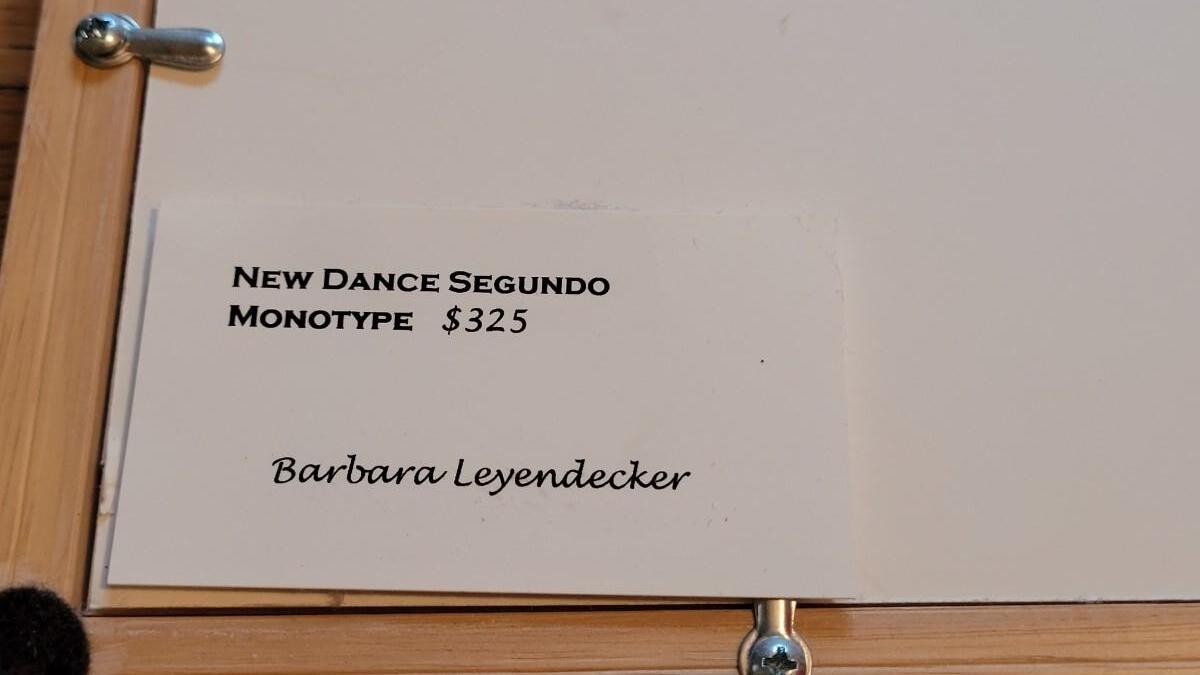 New Dance Segundo
Monotype $325
Barbara Leyendecker